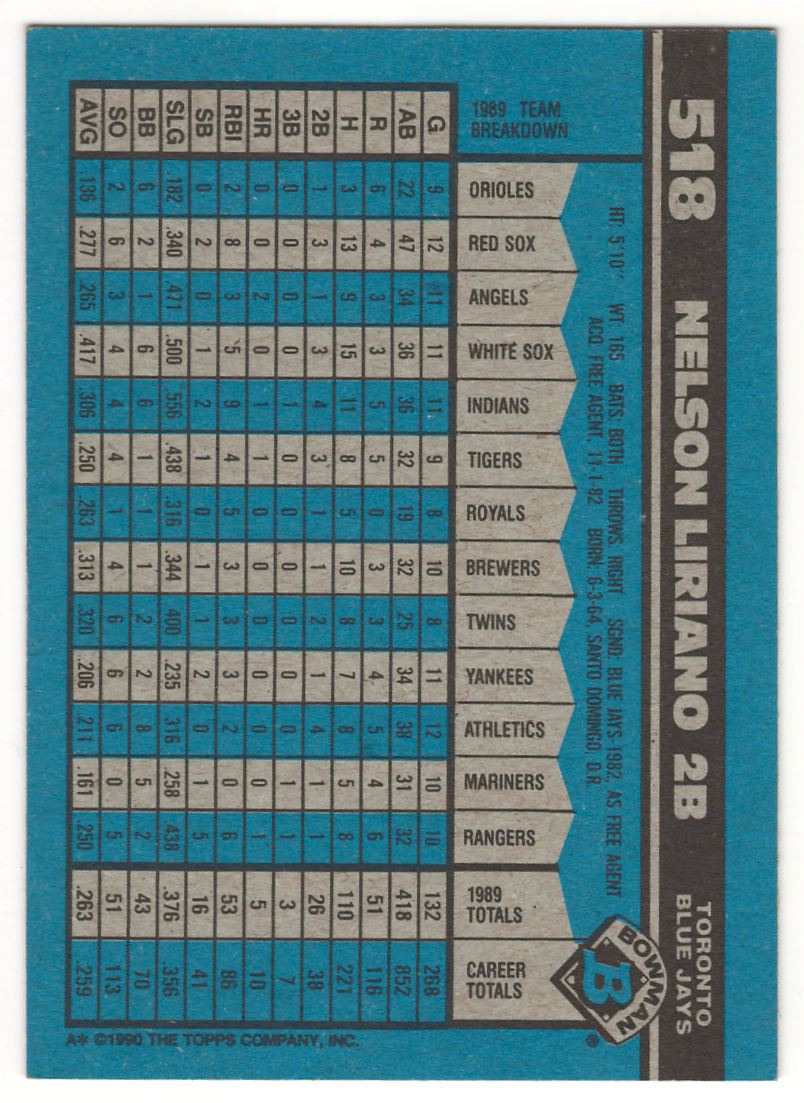 518 NELSON LIRIANO 2B TORONTO BLUE JAYS
HT: 5'10" WT: 165 BATS: BOTH THROWS: RIGHT SGND: BLUE JAYS-1982, AS FREE AGENT
ACQ. FREE AGENT, 11-1-82 BORN: 6-3-64, SANTO DOMINGO, D.R.
BOWMAN
B
1989 TEAM BREAKDOWN G AB R H 2B 3B HR RBI SB SLG BB SO AVG
ORIOLES 9 22 6 3 1 0 0 2 0 .182 6 2 .136
RED SOX 12 47 4 13 3 0 0 8 2 .340 2 6 .277
ANGELS 11 34 3 9 1 0 2 3 0 .471 1 3 .265
WHITE SOX 11 36 3 15 3 0 0 5 1 .500 6 4 .417
INDIANS 11 36 5 11 4 1 1 9 2 .556 6 4 .306
TIGERS 9 32 5 8 3 0 1 4 1 .438 1 4 .250
ROYALS 8 19 0 5 1 0 0 5 0 .316 1 1 .263
BREWERS 10 32 3 10 1 0 0 3 1 .344 1 4 .313
TWINS 8 25 3 8 2 0 0 3 1 .400 2 6 .320
YANKEES 11 34 4 7 1 0 0 3 2 .235 2 6 .206
ATHLETICS 12 38 5 8 4 0 0 2 0 .316 8 6 .211
MARINERS 10 31 4 5 1 1 0 0 1 .258 5 0 .161
RANGERS 10 32 6 8 1 1 1 6 5 .438 2 5 .250
1989 TOTALS 132 418 51 110 26 3 5 53 16 .376 43 51 .263
CAREER TOTALS 268 852 116 221 38 7 10 86 41 .356 70 113 .259
A* ©1990 THE TOPPS COMPANY, INC. ®